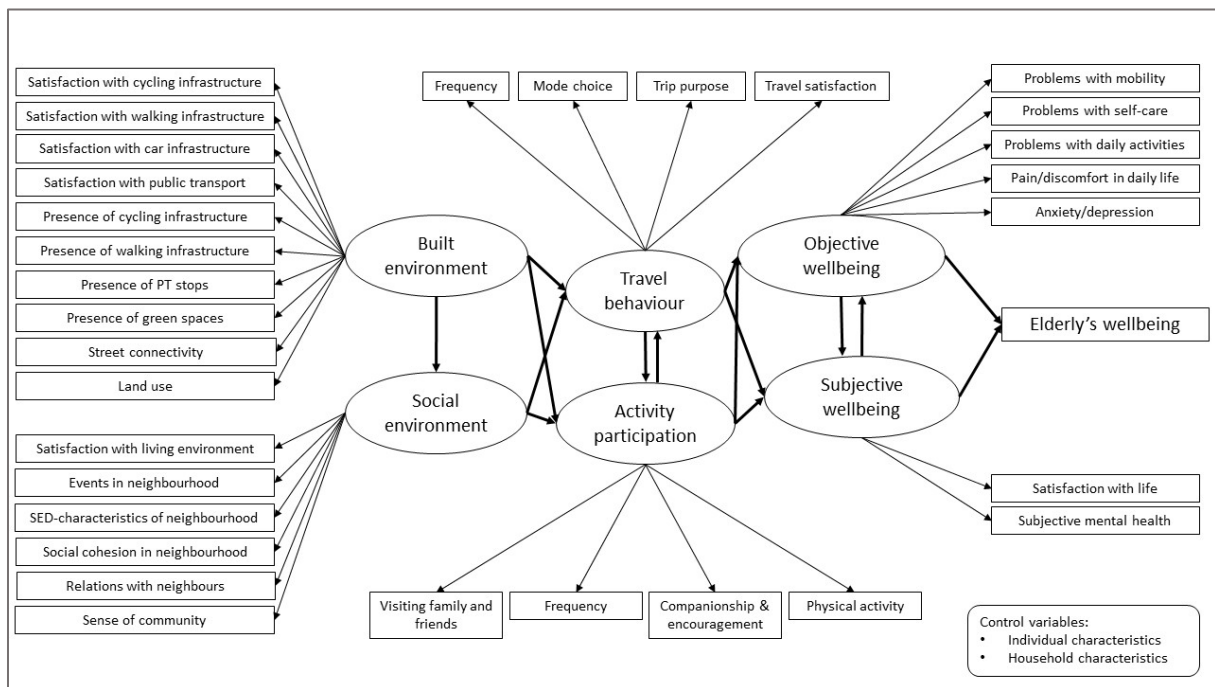 Satisfaction with cycling infrastructure
Satisfaction with walking infrastructure
Satisfaction with car infrastructure
Satisfaction with public transport
Presence of cycling infrastructure
Presence of walking infrastructure
Presence of PT stops
Presence of green spaces
Street connectivity
Land use
Satisfaction with living environment
Events in neighbourhood
SED-characteristics of neighbourhood
Social cohesion in neighbourhood
Relations with neighbours
Sense of community
Built
environment
Social
environment
Frequency
Mode choice
Trip purpose
Travel satisfaction
Travel
behaviour
Activity
participation
Visiting family and
friends
Frequency
Companionship &
encouragement
Physical activity
Problems with mobility
Problems with self-care
Problems with daily activities
Pain/discomfort in daily life
Anxiety/depression
Objective
wellbeing
Subjective
wellbeing
Elderly's wellbeing
Satisfaction with life
Subjective mental health
Control variables:
• Individual characteristics
• Household characteristics